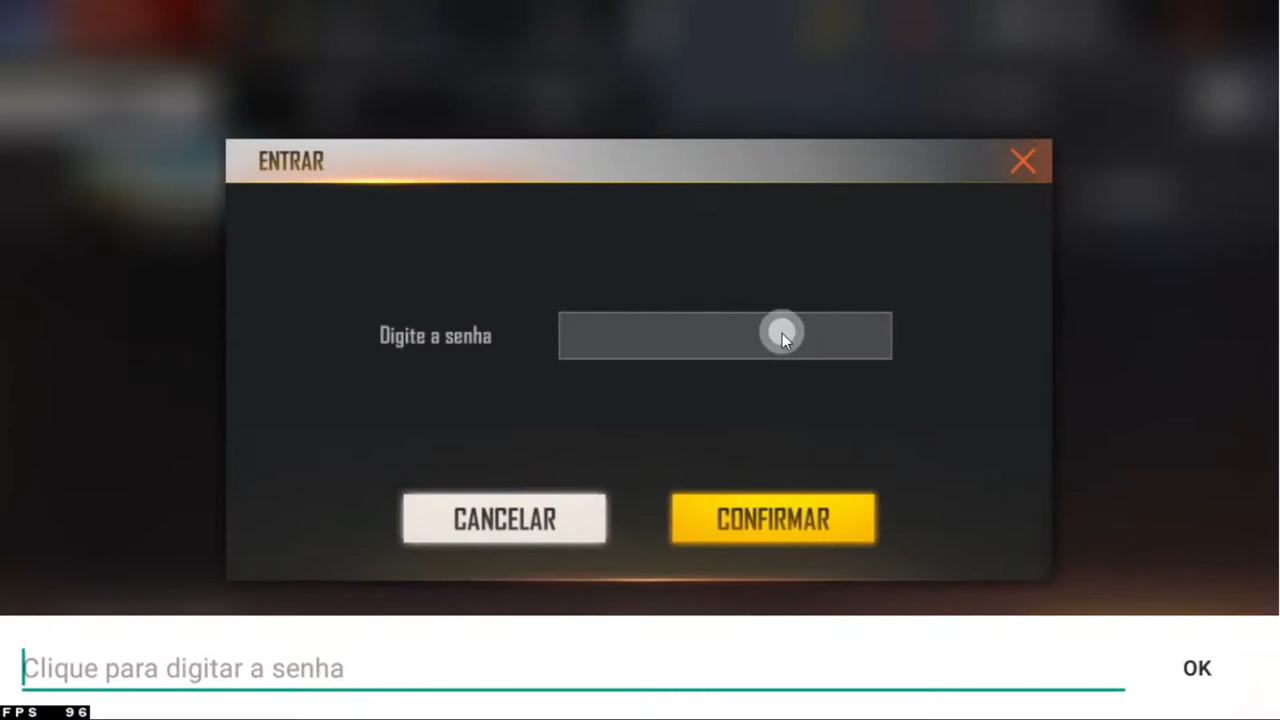 ENTRAR
Digite a senha
CANCELAR
CONFIRMAR
Clique para digitar a senha
OK
FPS 96